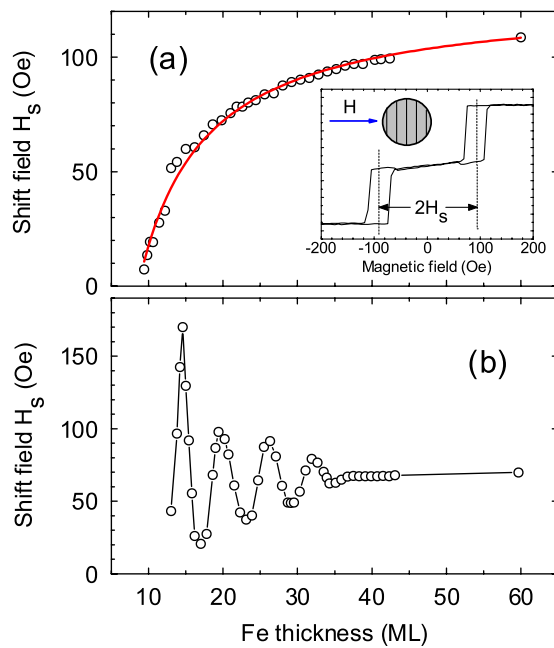 100
50
0
Shift field H_s (Oe)
(a)
H
2H_s
-200 -100 0 100 200
Magnetic field (Oe)
150
100
50
0
Shift field H_s (Oe)
(b)
10 20 30 40 50 60
Fe thickness (ML)